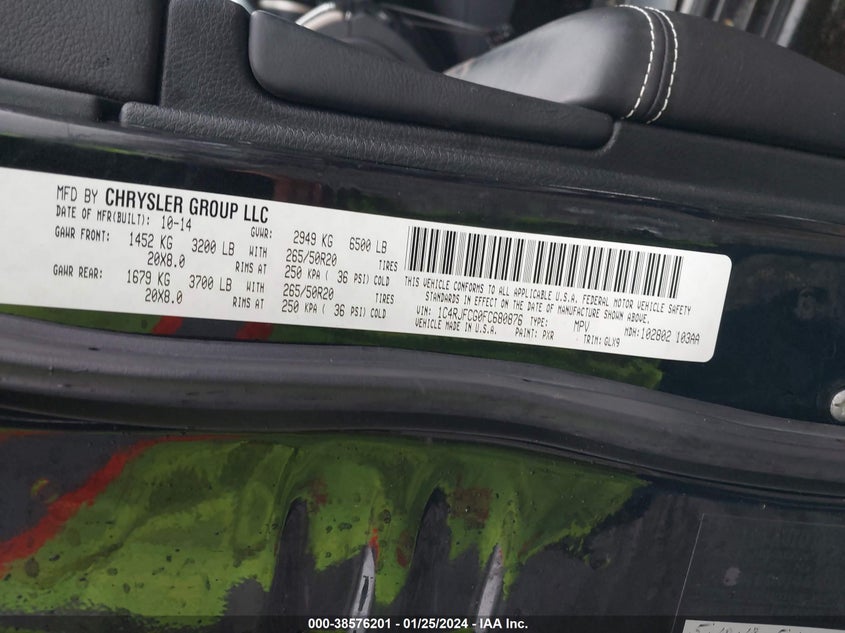 MFD BY CHRYSLER GROUP LLC
DATE OF MFR(BUILT): 10-14 GVWR: 2949 KG 6500 LB
GAWR FRONT: 1452 KG 3200 LB WITH 265/50R20 TIRES
20X8.0 RIMS AT 250 KPA ( 36 PSI) COLD
GAWR REAR: 1679 KG 3700 LB WITH 265/50R20 TIRES
20X8.0 RIMS AT 250 KPA ( 36 PSI) COLD
THIS VEHICLE CONFORMS TO ALL APPLICABLE U.S.A. FEDERAL MOTOR VEHICLE SAFETY
STANDARDS IN EFFECT ON THE DATE OF MANUFACTURE SHOWN ABOVE.
VIN: 1C4RJFCG0FC680876 TYPE: MPV MDH:102802 103AA
VEHICLE MADE IN U.S.A. PAINT: PXR TRIM:GLX9
000-38576201 - 01/25/2024 - IAA Inc.